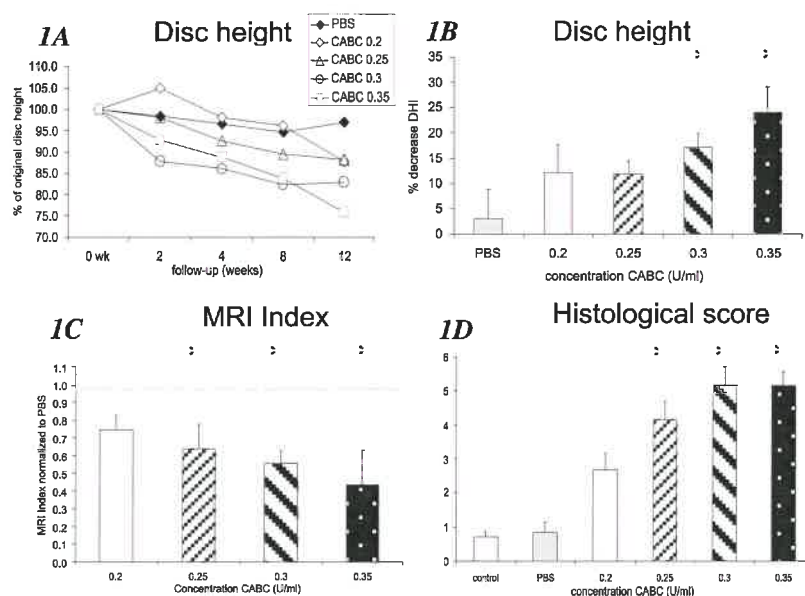 1A Disc height
PBS
CABC 0.2
CABC 0.25
CABC 0.3
CABC 0.35
% of original disc height
110.0
105.0
100.0
95.0
90.0
85.0
80.0
75.0
70.0
0 wk 2 4 8 12
follow-up (weeks)
1B Disc height
% decrease DHI
35
30
25
20
15
10
5
0
PBS 0.2 0.25 0.3 0.35
concentration CABC (U/ml)
1C MRI Index
MRI Index normalized to PBS
1.1
1.0
0.9
0.8
0.7
0.6
0.5
0.4
0.3
0.2
0.1
0.0
0.2 0.25 0.3 0.35
Concentration CABC (U/ml)
1D Histological score
6
5
4
3
2
1
0
control PBS 0.2 0.25 0.3 0.35
concentration CABC (U/ml)